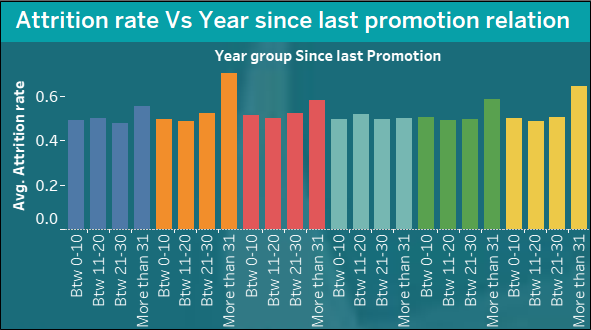 Attrition rate Vs Year since last promotion relation
Year group Since last Promotion
Avg. Attrition rate
0.6
0.4
0.2
0.0
Btw 0-10
Btw 11-20
Btw 21-30
More than 31
Btw 0-10
Btw 11-20
Btw 21-30
More than 31
Btw 0-10
Btw 11-20
Btw 21-30
More than 31
Btw 0-10
Btw 11-20
Btw 21-30
More than 31
Btw 0-10
Btw 11-20
Btw 21-30
More than 31
Btw 0-10
Btw 11-20
Btw 21-30
More than 31